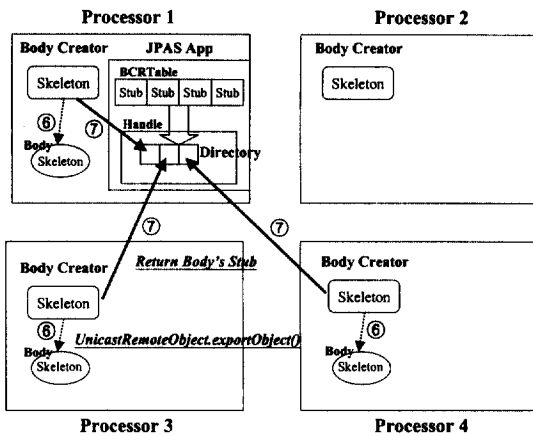 Processor 1
Processor 2
Body Creator
JPAS App
Skeleton
BCRTable
Stub Stub Stub Stub
⑥
⑦
Handle
Directory
Body
Skeleton
Body Creator
Skeleton
⑦
⑦
Return Body's Stub
Body Creator
Skeleton
⑥
UnicastRemoteObject.exportObject()
Body
Skeleton
Body Creator
Skeleton
⑥
Body
Skeleton
Processor 3
Processor 4